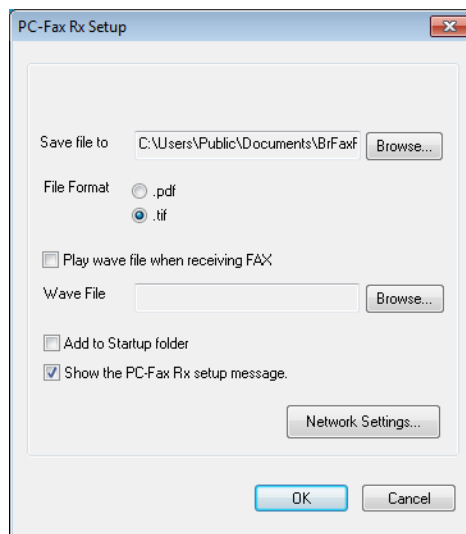 PC-Fax Rx Setup
Save file to C:\Users\Public\Documents\BrFaxF Browse...
File Format .pdf
.tif
Play wave file when receiving FAX
Wave File Browse...
Add to Startup folder
Show the PC-Fax Rx setup message.
Network Settings...
OK Cancel